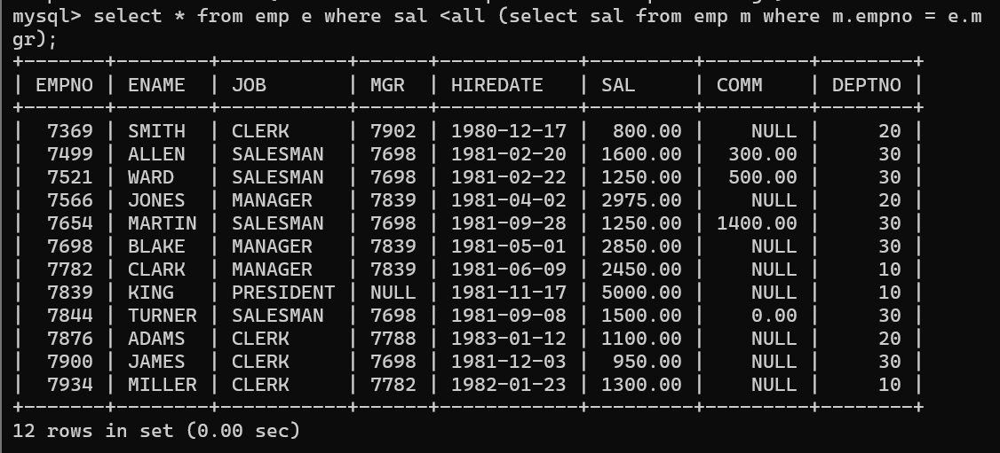 mysql> select * from emp e where sal <all (select sal from emp m where m.empno = e.m
gr);
+-------+--------+-----------+------+------------+---------+---------+--------+
| EMPNO | ENAME  | JOB       | MGR  | HIREDATE   | SAL     | COMM    | DEPTNO |
+-------+--------+-----------+------+------------+---------+---------+--------+
|  7369 | SMITH  | CLERK     | 7902 | 1980-12-17 |  800.00 |    NULL |     20 |
|  7499 | ALLEN  | SALESMAN  | 7698 | 1981-02-20 | 1600.00 |  300.00 |     30 |
|  7521 | WARD   | SALESMAN  | 7698 | 1981-02-22 | 1250.00 |  500.00 |     30 |
|  7566 | JONES  | MANAGER   | 7839 | 1981-04-02 | 2975.00 |    NULL |     20 |
|  7654 | MARTIN | SALESMAN  | 7698 | 1981-09-28 | 1250.00 | 1400.00 |     30 |
|  7698 | BLAKE  | MANAGER   | 7839 | 1981-05-01 | 2850.00 |    NULL |     30 |
|  7782 | CLARK  | MANAGER   | 7839 | 1981-06-09 | 2450.00 |    NULL |     10 |
|  7839 | KING   | PRESIDENT | NULL | 1981-11-17 | 5000.00 |    NULL |     10 |
|  7844 | TURNER | SALESMAN  | 7698 | 1981-09-08 | 1500.00 |    0.00 |     30 |
|  7876 | ADAMS  | CLERK     | 7788 | 1983-01-12 | 1100.00 |    NULL |     20 |
|  7900 | JAMES  | CLERK     | 7698 | 1981-12-03 |  950.00 |    NULL |     30 |
|  7934 | MILLER | CLERK     | 7782 | 1982-01-23 | 1300.00 |    NULL |     10 |
+-------+--------+-----------+------+------------+---------+---------+--------+
12 rows in set (0.00 sec)